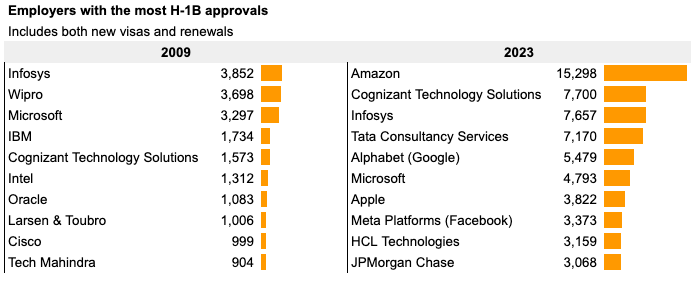 Employers with the most H-1B approvals
Includes both new visas and renewals
2009 2023
Infosys 3,852 Amazon 15,298
Wipro 3,698 Cognizant Technology Solutions 7,700
Microsoft 3,297 Infosys 7,657
IBM 1,734 Tata Consultancy Services 7,170
Cognizant Technology Solutions 1,573 Alphabet (Google) 5,479
Intel 1,312 Microsoft 4,793
Oracle 1,083 Apple 3,822
Larsen & Toubro 1,006 Meta Platforms (Facebook) 3,373
Cisco 999 HCL Technologies 3,159
Tech Mahindra 904 JPMorgan Chase 3,068